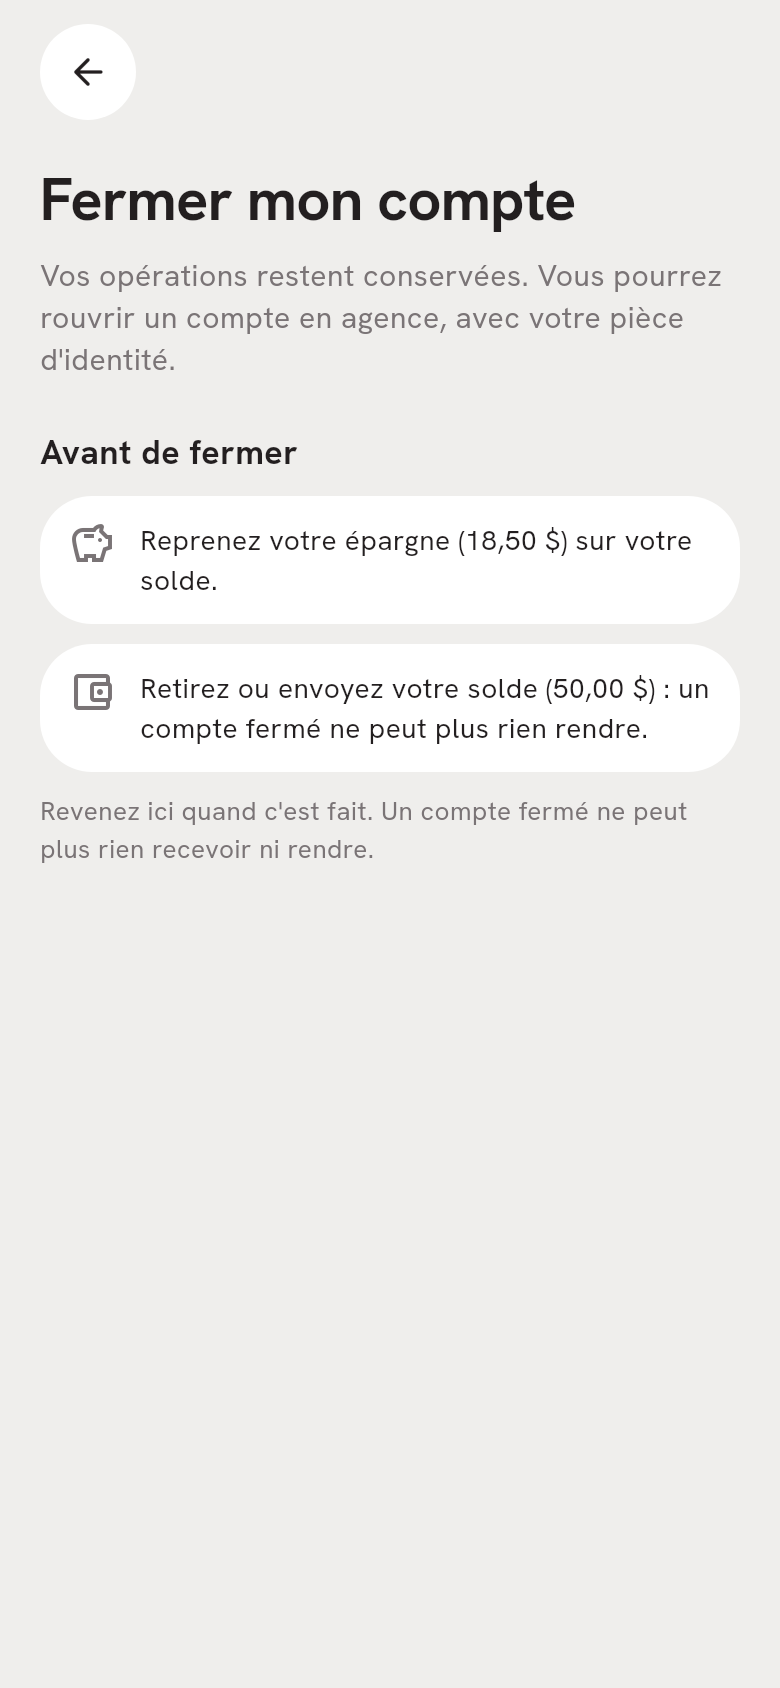 Fermer mon compte
Vos opérations restent conservées. Vous pourrez
rouvrir un compte en agence, avec votre pièce
d'identité.
Avant de fermer
Reprenez votre épargne (18,50 $) sur votre
solde.
Retirez ou envoyez votre solde (50,00 $) : un
compte fermé ne peut plus rien rendre.
Revenez ici quand c'est fait. Un compte fermé ne peut
plus rien recevoir ni rendre.